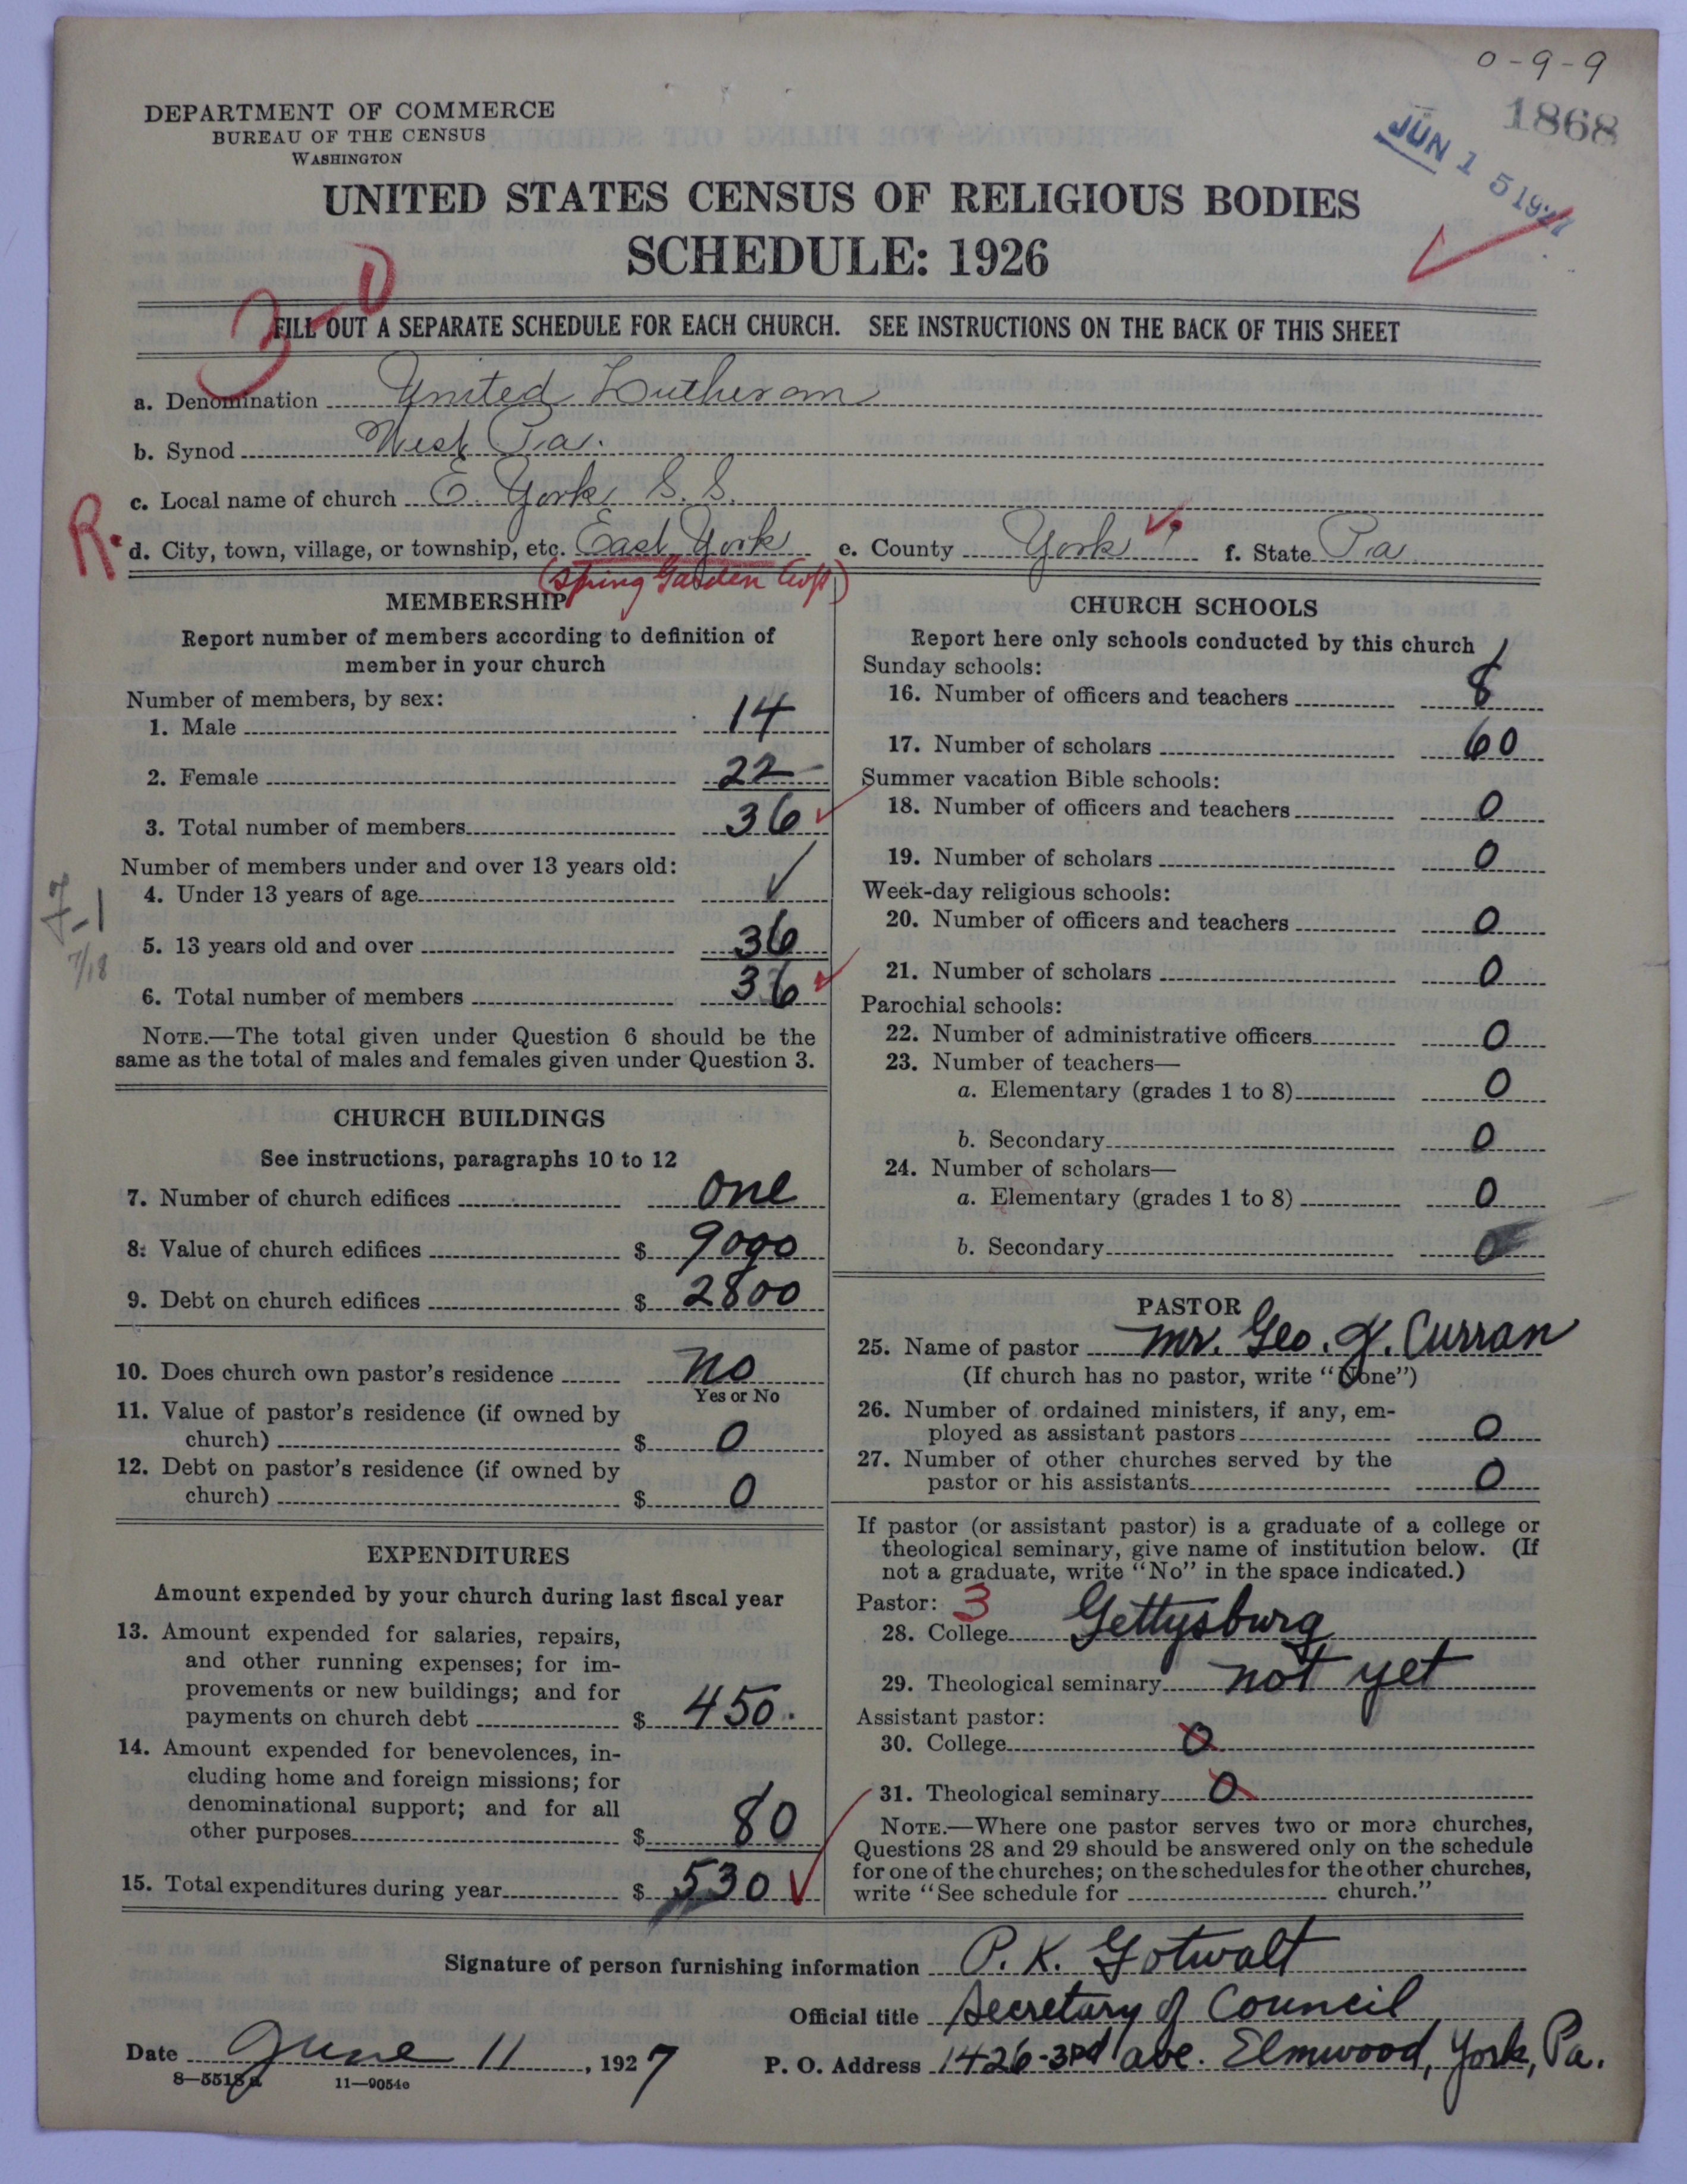 0-9-9
1868
JUN 15 1927
DEPARTMENT OF COMMERCE
BUREAU OF THE CENSUS
WASHINGTON
UNITED STATES CENSUS OF RELIGIOUS BODIES
SCHEDULE: 1926
3-0
FILL OUT A SEPARATE SCHEDULE FOR EACH CHURCH. SEE INSTRUCTIONS ON THE BACK OF THIS SHEET
a. Denomination United Lutheran
b. Synod West Pa.
c. Local name of church E. York S. S.
R.
d. City, town, village, or township, etc. East York e. County York f. State Pa
(Spring Garden Twp)
MEMBERSHIP
Report number of members according to definition of
member in your church
Number of members, by sex:
1. Male 14
2. Female 22
3. Total number of members 36
Number of members under and over 13 years old:
4. Under 13 years of age ✓
5. 13 years old and over 36
6. Total number of members 36
7-1
7/18
NOTE.—The total given under Question 6 should be the
same as the total of males and females given under Question 3.
CHURCH BUILDINGS
See instructions, paragraphs 10 to 12
7. Number of church edifices one
8. Value of church edifices $ 9000
9. Debt on church edifices $ 2800
10. Does church own pastor's residence no
Yes or No
11. Value of pastor's residence (if owned by
church) $ 0
12. Debt on pastor's residence (if owned by
church) $ 0
EXPENDITURES
Amount expended by your church during last fiscal year
13. Amount expended for salaries, repairs,
and other running expenses; for im-
provements or new buildings; and for
payments on church debt $ 450.
14. Amount expended for benevolences, in-
cluding home and foreign missions; for
denominational support; and for all
other purposes $ 80
15. Total expenditures during year $ 530
CHURCH SCHOOLS
Report here only schools conducted by this church
Sunday schools:
16. Number of officers and teachers 8
17. Number of scholars 60
Summer vacation Bible schools:
18. Number of officers and teachers 0
19. Number of scholars 0
Week-day religious schools:
20. Number of officers and teachers 0
21. Number of scholars 0
Parochial schools:
22. Number of administrative officers 0
23. Number of teachers—
a. Elementary (grades 1 to 8) 0
b. Secondary 0
24. Number of scholars—
a. Elementary (grades 1 to 8) 0
b. Secondary 0
PASTOR
25. Name of pastor Mr. Geo. J. Curran
(If church has no pastor, write "None")
26. Number of ordained ministers, if any, em-
ployed as assistant pastors 0
27. Number of other churches served by the
pastor or his assistants 0
If pastor (or assistant pastor) is a graduate of a college or
theological seminary, give name of institution below. (If
not a graduate, write "No" in the space indicated.)
Pastor: 3
28. College Gettysburg
29. Theological seminary not yet
Assistant pastor:
30. College 0
31. Theological seminary 0
NOTE.—Where one pastor serves two or more churches,
Questions 28 and 29 should be answered only on the schedule
for one of the churches; on the schedules for the other churches,
write "See schedule for church."
Signature of person furnishing information P. K. Gotwalt
Official title Secretary of Council
Date June 11, 1927 P. O. Address 1426-3rd ave. Elmwood, York, Pa.
8—5518 a 11—9054o